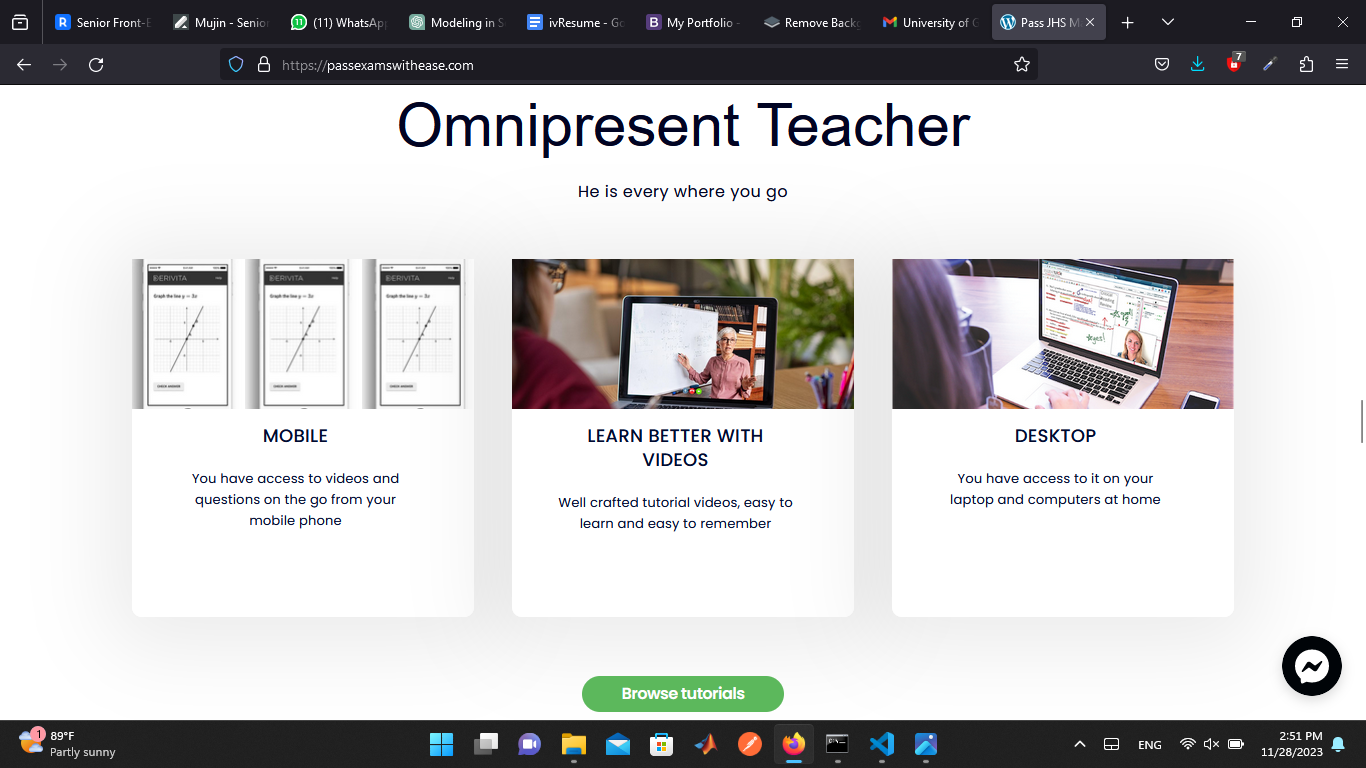 Senior Front-E
Mujin - Senior
(11) WhatsApp
Modeling in S
ivResume - Go
My Portfolio -
Remove Backg
University of G
Pass JHS M
https://passexamswithease.com
7
Omnipresent Teacher
He is every where you go
DERIVITA
Graph the line y = 2x
CHECK ANSWER
DERIVITA
Graph the line y = 2x
CHECK ANSWER
DERIVITA
Graph the line y = 2x
CHECK ANSWER
MOBILE
You have access to videos and
questions on the go from your
mobile phone
LEARN BETTER WITH
VIDEOS
Well crafted tutorial videos, easy to
learn and easy to remember
DESKTOP
You have access to it on your
laptop and computers at home
Browse tutorials
1
89°F
Partly sunny
ENG
2:51 PM
11/28/2023